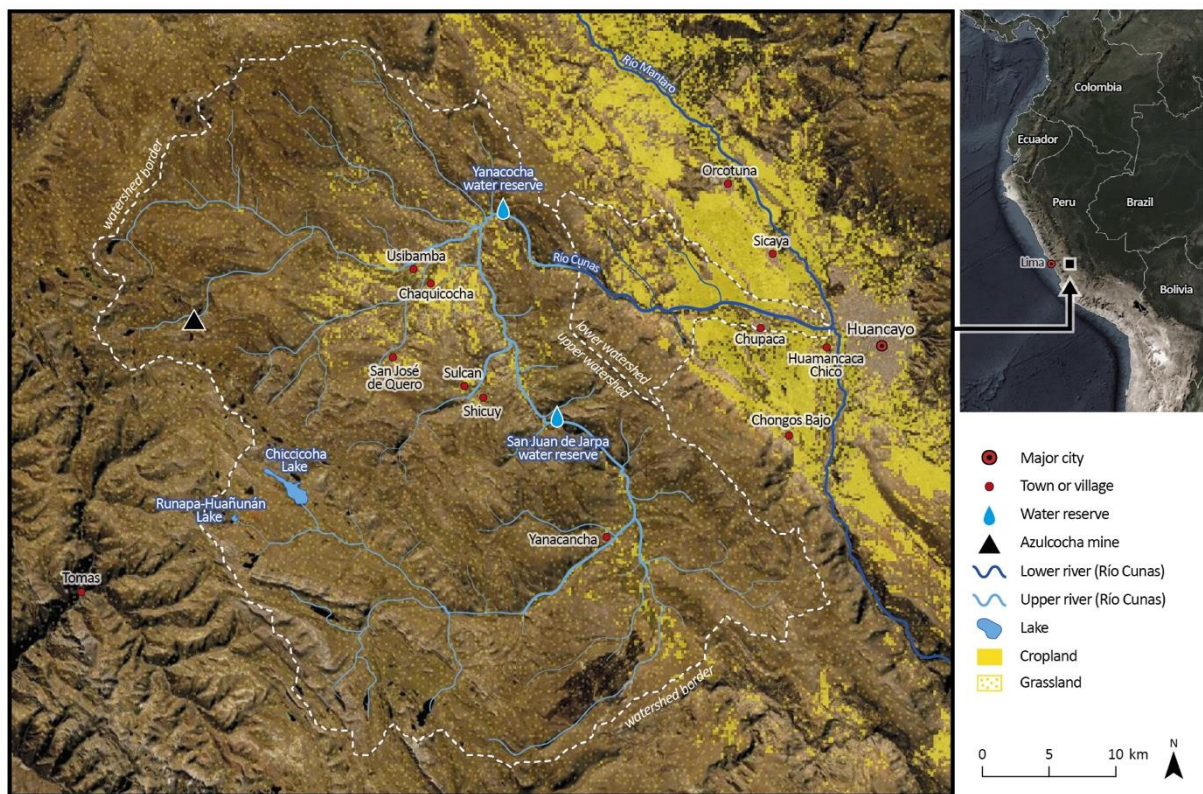 Río Mantaro
Orcotuna
Yanacocha
water reserve
watershed border
Sicaya
Usibamba
Río Cunas
Chaquicocha
lower watershed
upper watershed
Chupaca
Huancayo
Huamancaca
Chico
San José
de Quero
Sulcan
Shicuy
Chongos Bajo
San Juan de Jarpa
water reserve
Chiccicoha
Lake
Runapa-Huañunán
Lake
Yanacancha
Tomas
watershed border
Colombia
Ecuador
Peru
Brazil
Lima
Bolivia
Major city
Town or village
Water reserve
Azulcocha mine
Lower river (Río Cunas)
Upper river (Río Cunas)
Lake
Cropland
Grassland
0 5 10 km
N